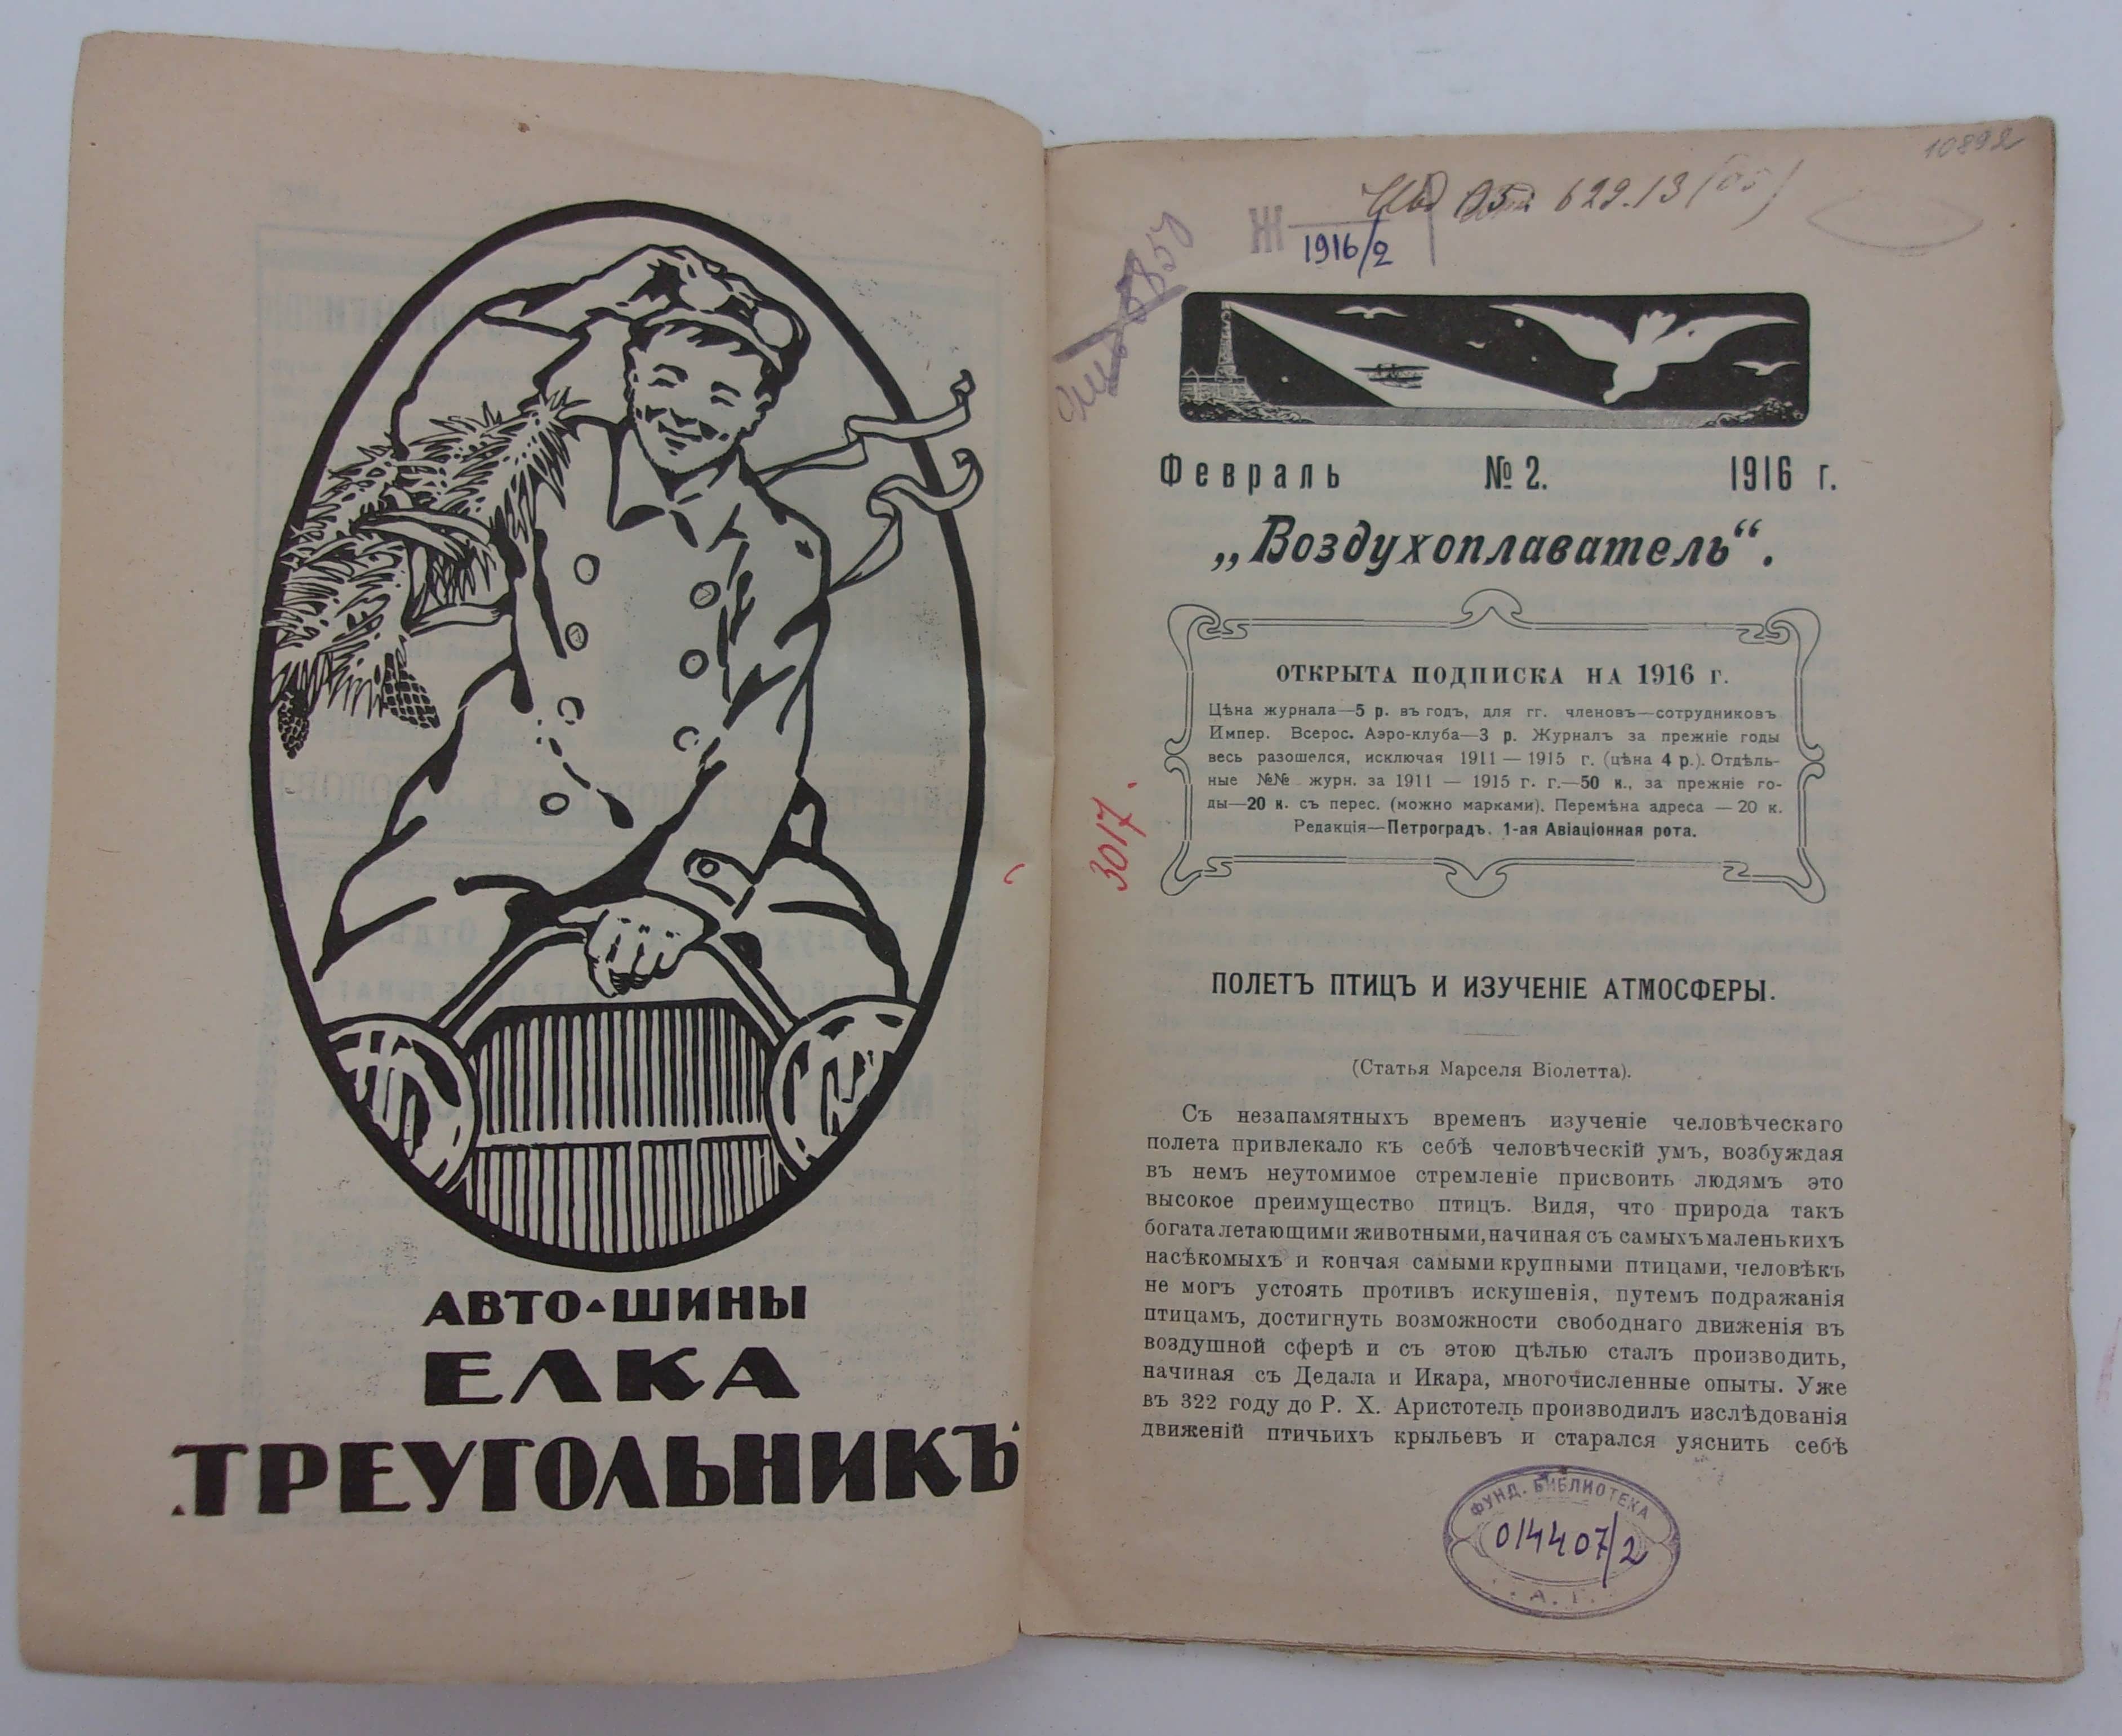 АВТО-ШИНЫ
ЕЛКА
ТРЕУГОЛЬНИКЪ
10892
629.13 (05)
Ж
1916/2
Февраль № 2. 1916 г.
„Воздухоплаватель“.
ОТКРЫТА ПОДПИСКА НА 1916 г.
Цѣна журнала—5 р. въ годъ, для гг. членовъ—сотрудниковъ
Импер. Всерос. Аэро-клуба—3 р. Журналъ за прежніе годы
весь разошелся, исключая 1911 — 1915 г. (цѣна 4 р.). Отдѣль-
ные №№ журн. за 1911 — 1915 г. г.—50 к., за прежніе го-
ды—20 к. съ перес. (можно марками). Перемѣна адреса — 20 к.
Редакція—Петроградъ. 1-ая Авіаціонная рота.
3017.
ПОЛЕТЪ ПТИЦЪ И ИЗУЧЕНІЕ АТМОСФЕРЫ.
(Статья Марселя Віолетта).
Съ незапамятныхъ временъ изученіе человѣческаго
полета привлекало къ себѣ человѣческій умъ, возбуждая
въ немъ неутомимое стремленіе присвоить людямъ это
высокое преимущество птицъ. Видя, что природа такъ
богата летающими животными, начиная съ самыхъ маленькихъ
насѣкомыхъ и кончая самыми крупными птицами, человѣкъ
не могъ устоять противъ искушенія, путемъ подражанія
птицамъ, достигнуть возможности свободнаго движенія въ
воздушной сферѣ и съ этою цѣлью сталъ производить,
начиная съ Дедала и Икара, многочисленные опыты. Уже
въ 322 году до Р. Х. Аристотель производилъ изслѣдованія
движеній птичьихъ крыльевъ и старался уяснить себѣ
ФУНД. БИБЛИОТЕКА
014407/2